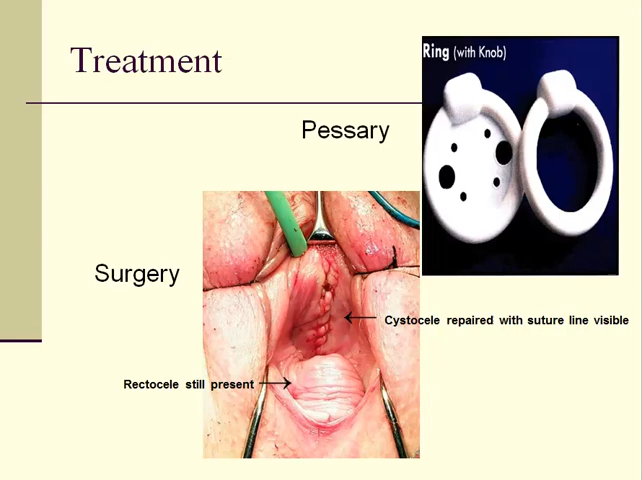 Treatment
Ring (with Knob)
Pessary
Surgery
Cystocele repaired with suture line visible
Rectocele still present